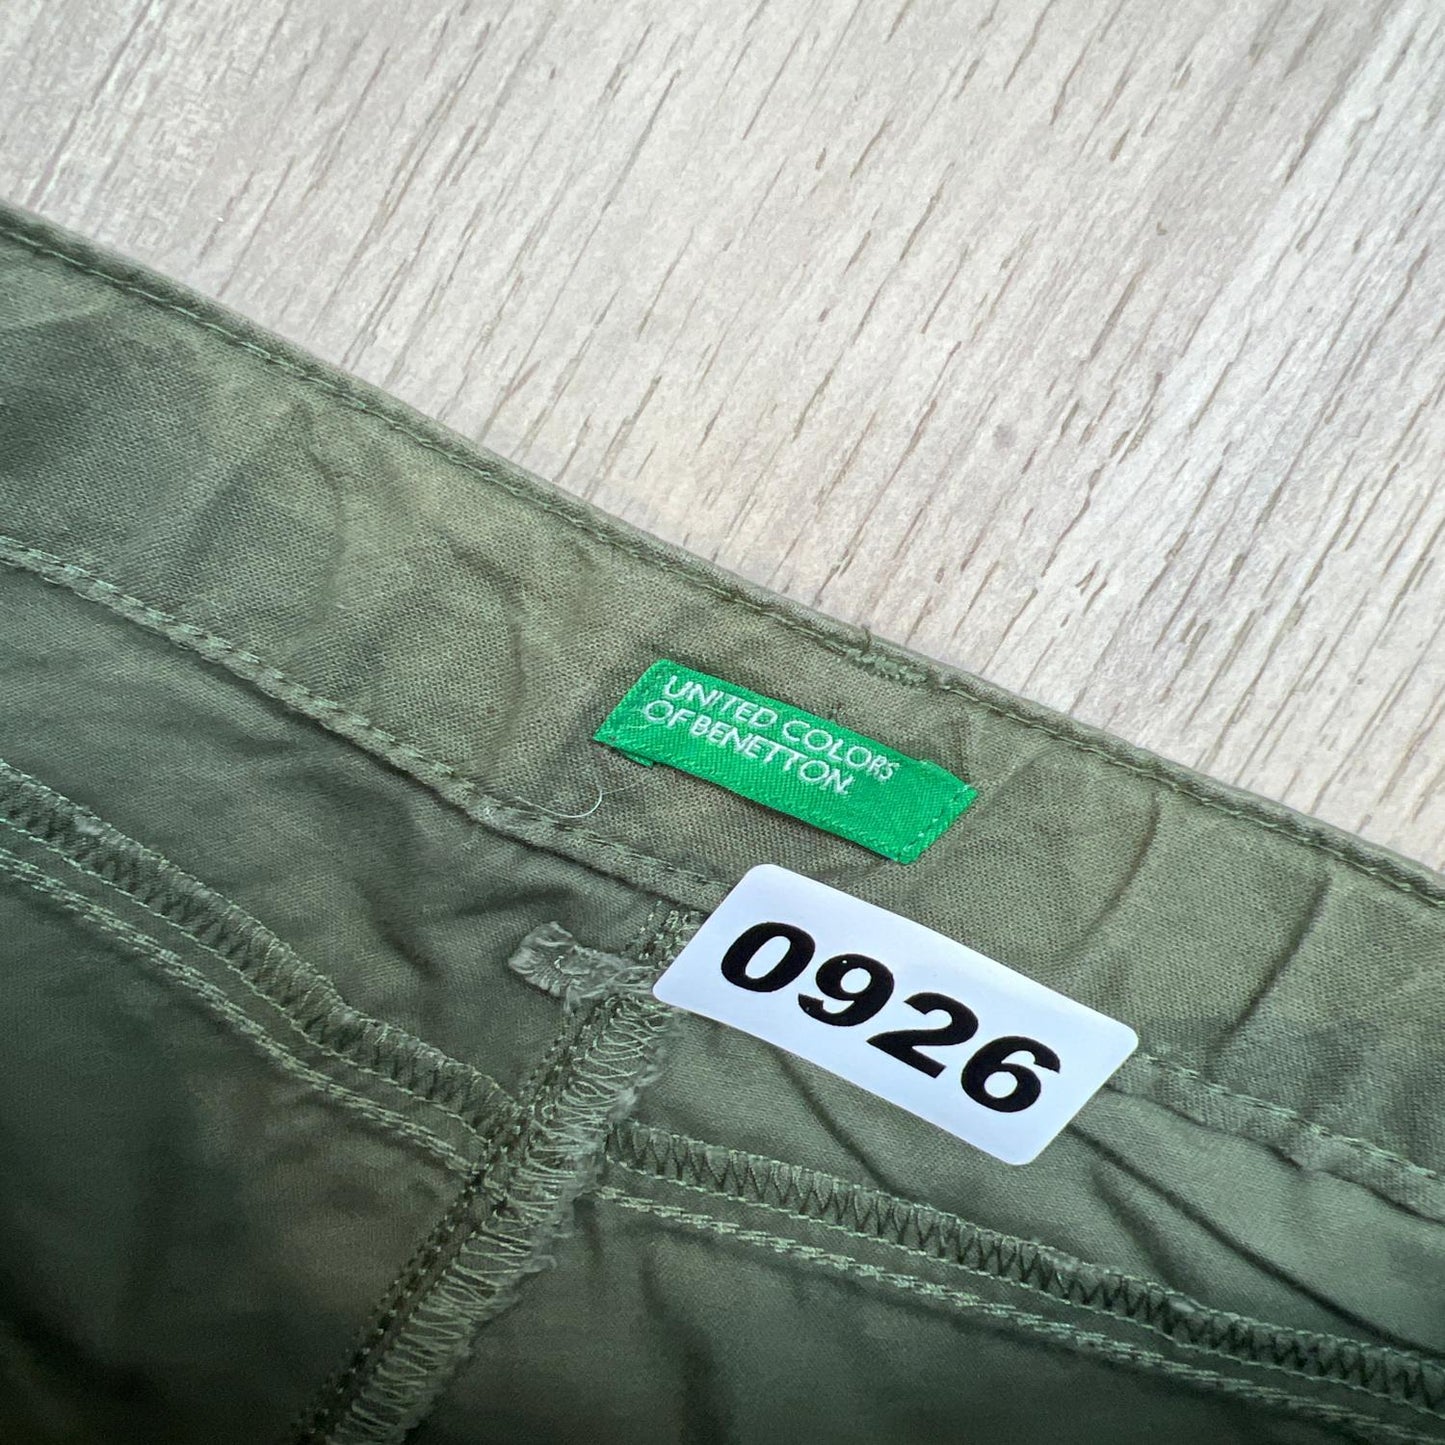 UNITED COLORS
OF BENETTON.
0926